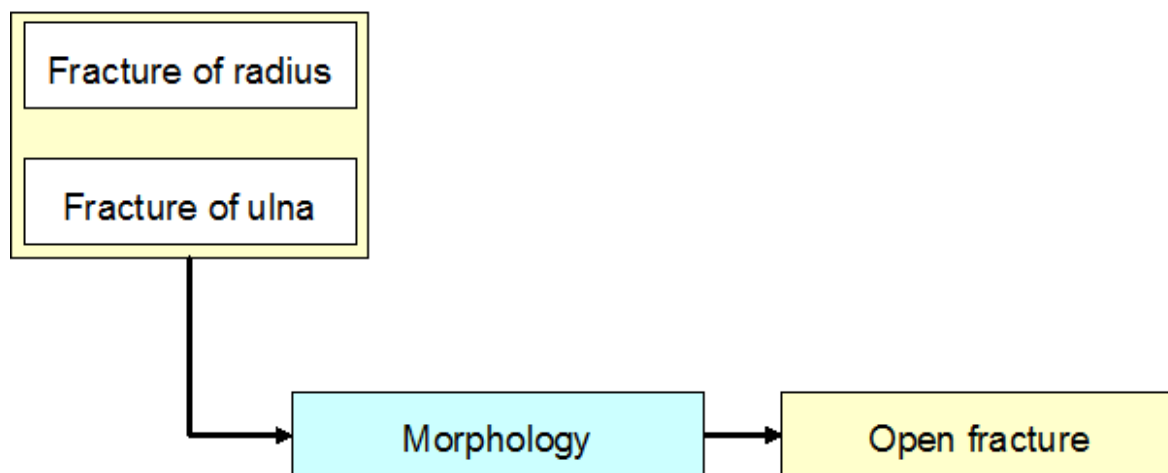 Fracture of radius
Fracture of ulna
Morphology
Open fracture